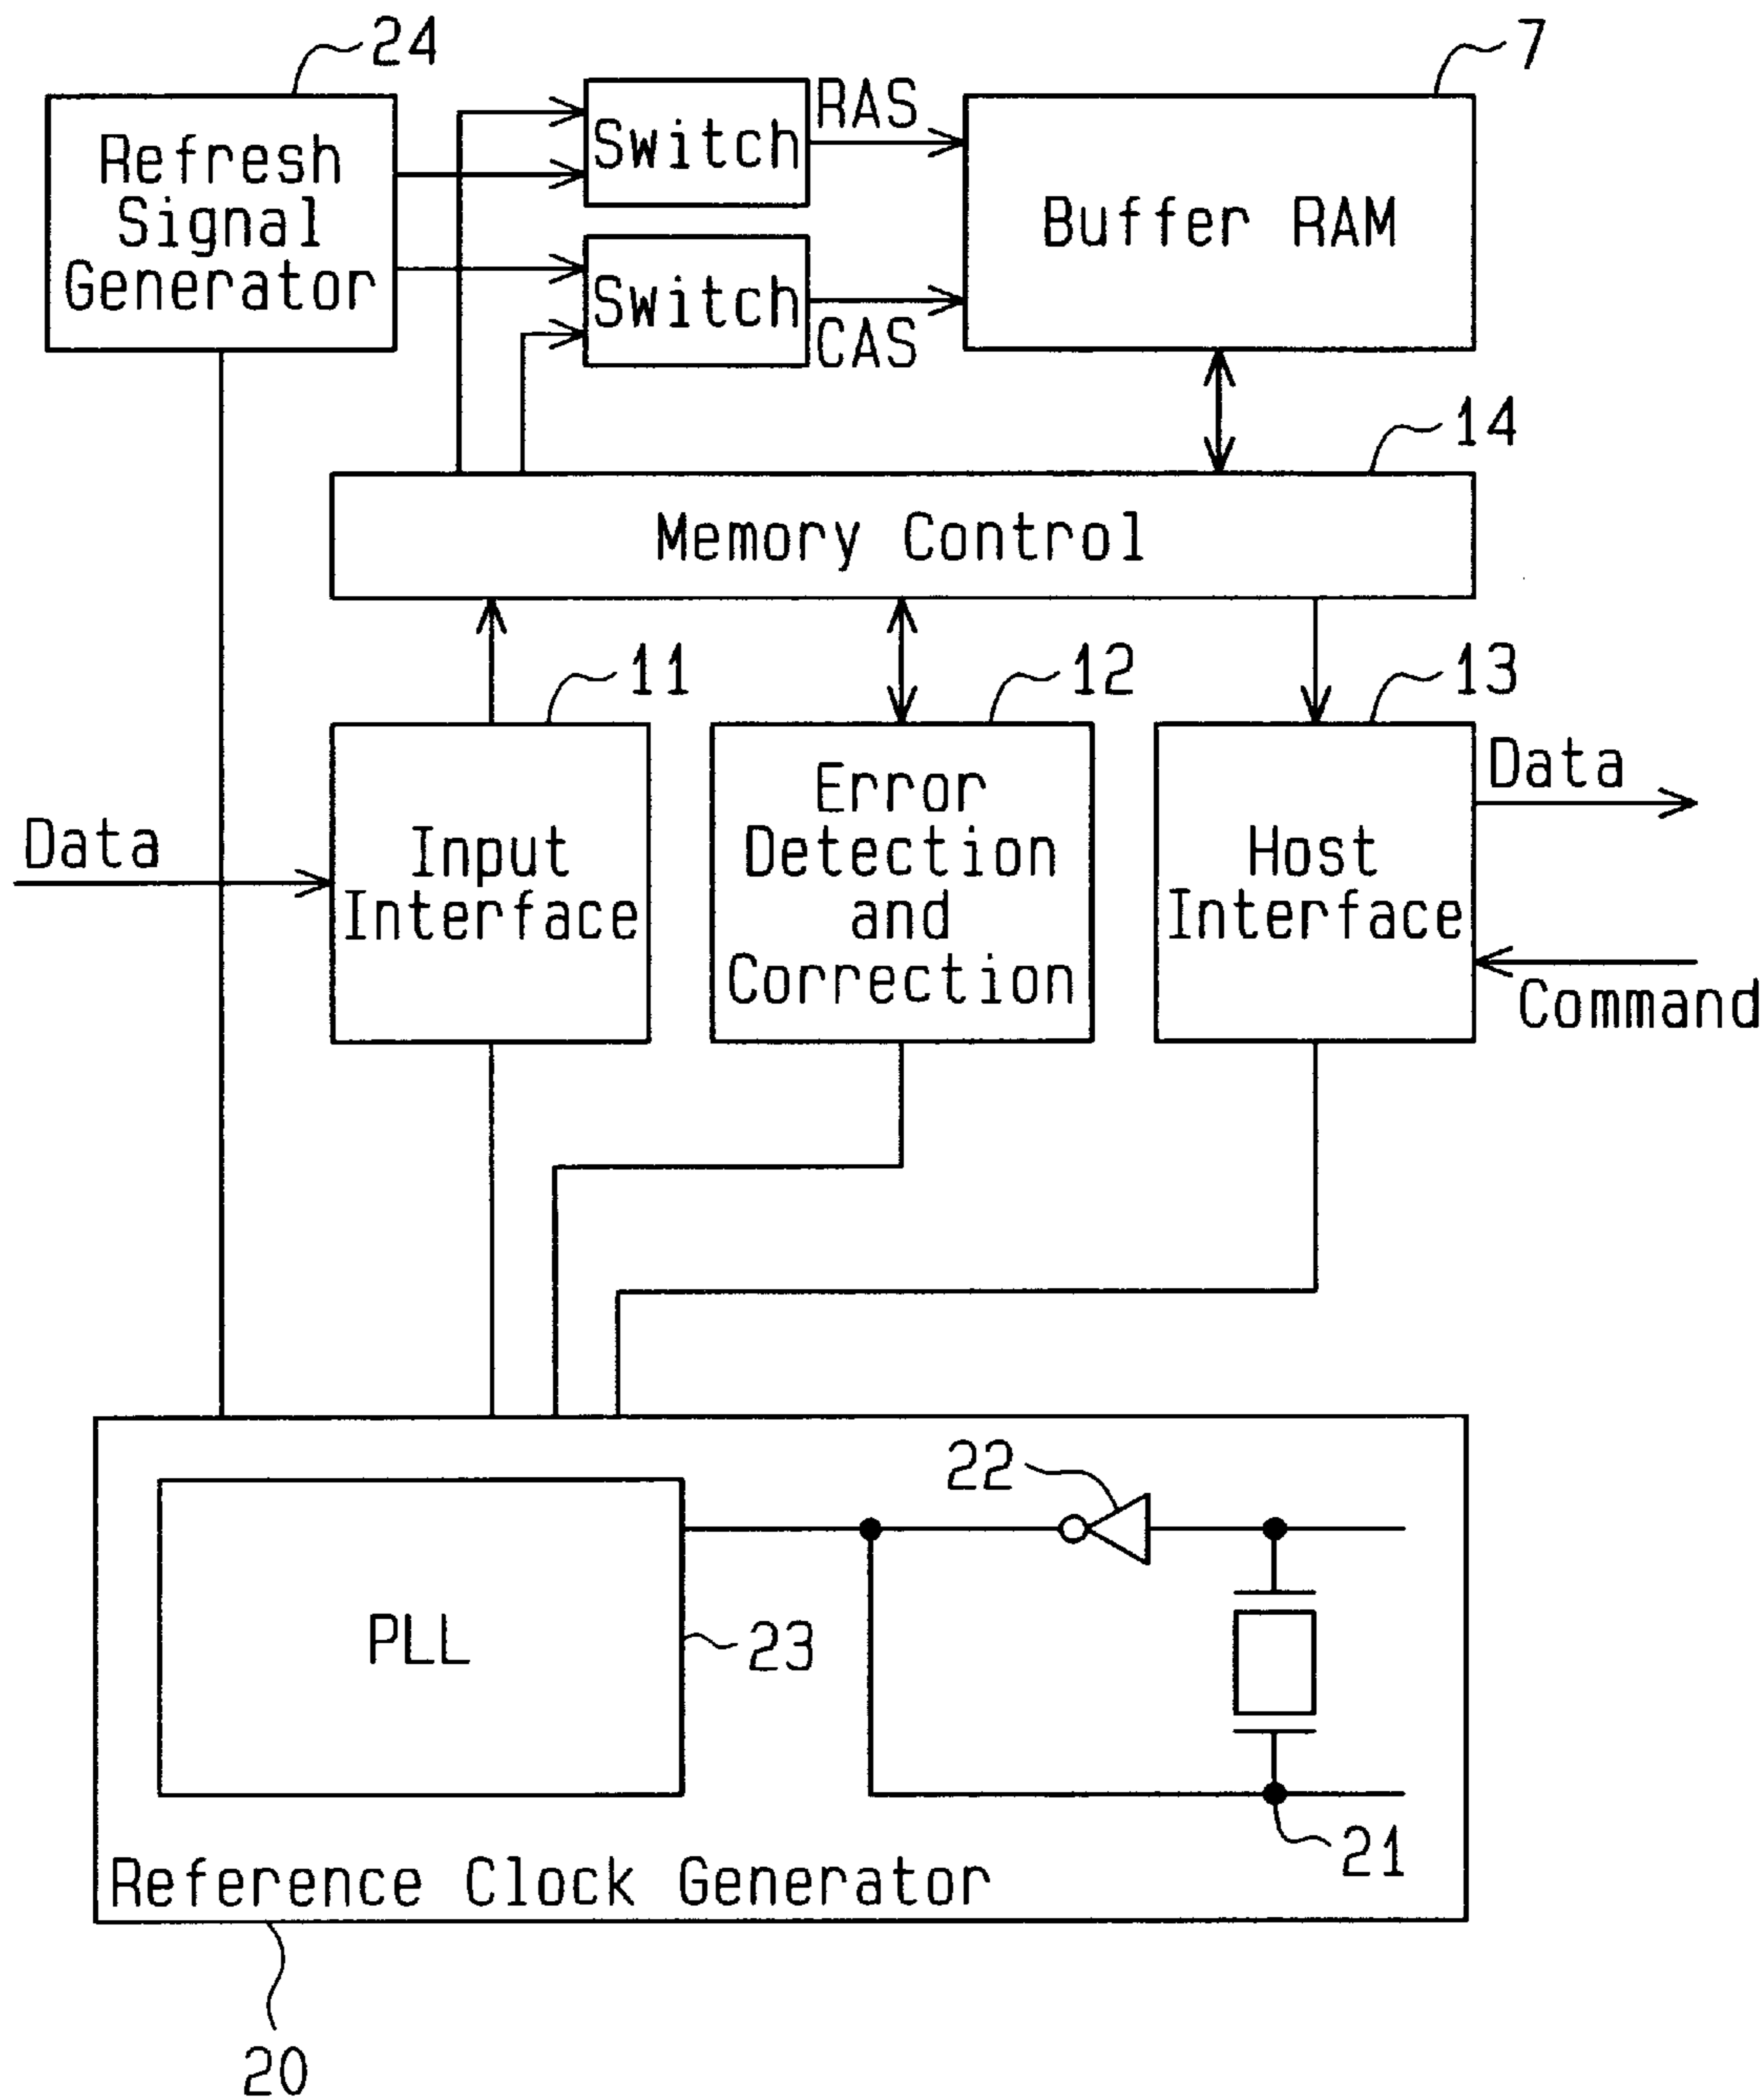 24
7
Refresh
Signal
Generator
Switch
RAS
Switch
CAS
Buffer RAM
14
Memory Control
11
12
13
Data
Input
Interface
Error
Detection
and
Correction
Host
Interface
Data
Command
22
PLL
23
21
Reference Clock Generator
20